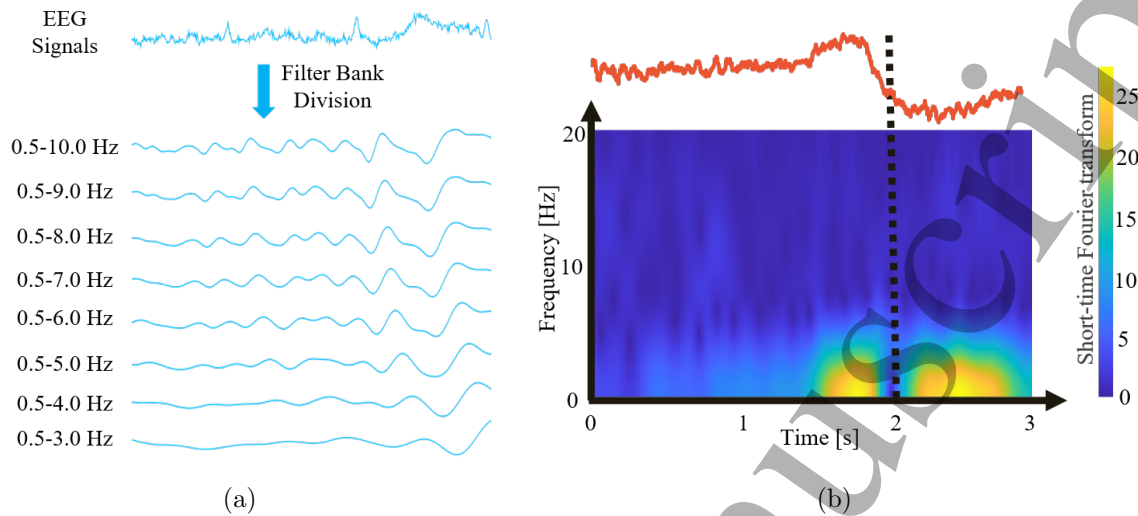 EEG
Signals
Filter Bank
Division
0.5-10.0 Hz
0.5-9.0 Hz
0.5-8.0 Hz
0.5-7.0 Hz
0.5-6.0 Hz
0.5-5.0 Hz
0.5-4.0 Hz
0.5-3.0 Hz
(a)
Frequency [Hz]
20
10
0
0
1
2
3
Time [s]
Short-time Fourier transform
25
20
15
10
5
0
(b)
uscrip